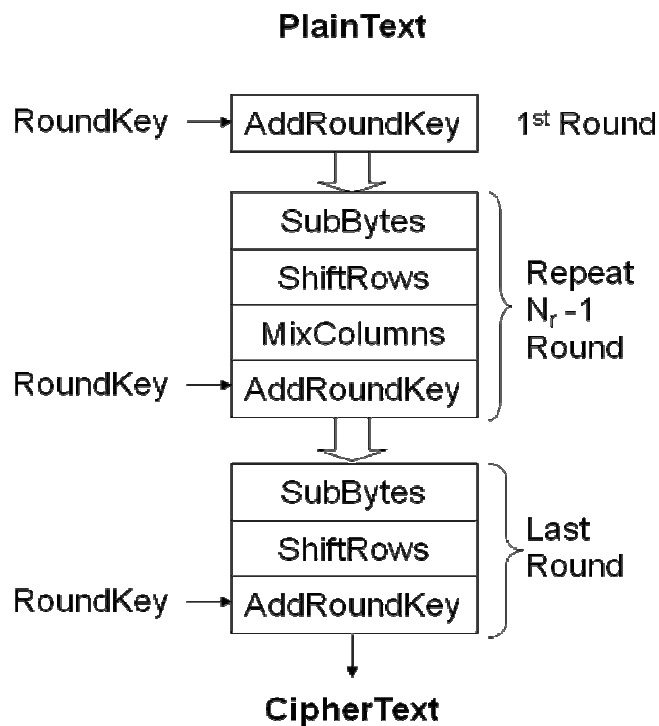 PlainText
RoundKey
AddRoundKey
1st Round
SubBytes
ShiftRows
MixColumns
RoundKey
AddRoundKey
Repeat
Nr -1
Round
SubBytes
ShiftRows
RoundKey
AddRoundKey
Last
Round
CipherText